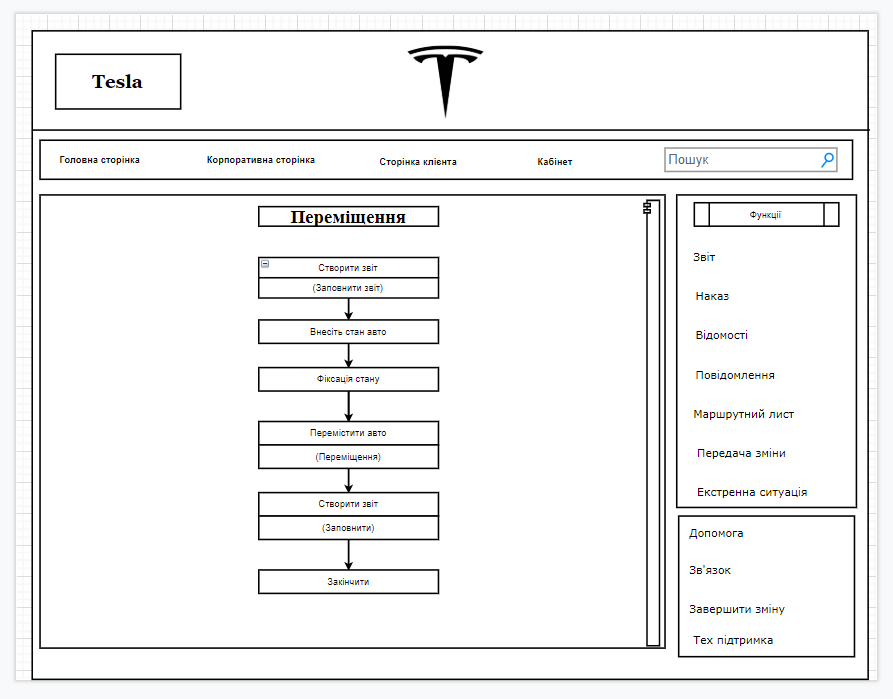 Tesla
Головна сторінка
Корпоративна сторінка
Сторінка клієнта
Кабінет
Пошук
Переміщення
Створити звіт
(Заповнити звіт)
Внесіть стан авто
Фіксація стану
Перемістити авто
(Переміщення)
Створити звіт
(Заповнити)
Закінчити
Функції
Звіт
Наказ
Відомості
Повідомлення
Маршрутний лист
Передача зміни
Екстренна ситуація
Допомога
Зв'язок
Завершити зміну
Тех підтримка